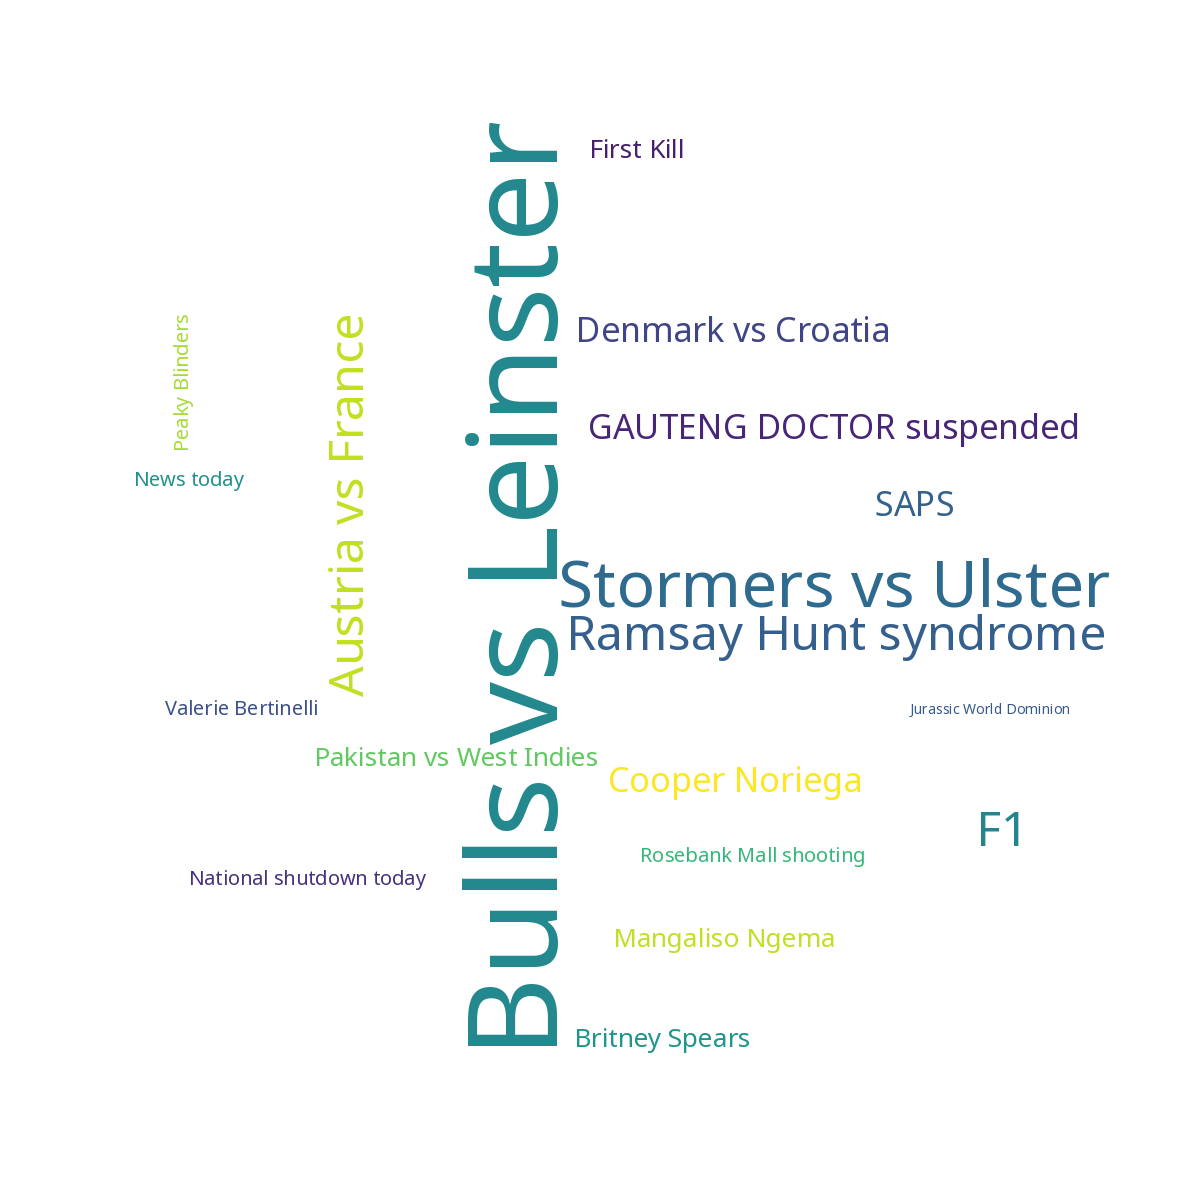 First Kill
Bulls vs Leinster
Denmark vs Croatia
Peaky Blinders
Austria vs France
GAUTENG DOCTOR suspended
News today
SAPS
Stormers vs Ulster
Ramsay Hunt syndrome
Valerie Bertinelli
Jurassic World Dominion
Pakistan vs West Indies
Cooper Noriega
F1
Rosebank Mall shooting
National shutdown today
Mangaliso Ngema
Britney Spears